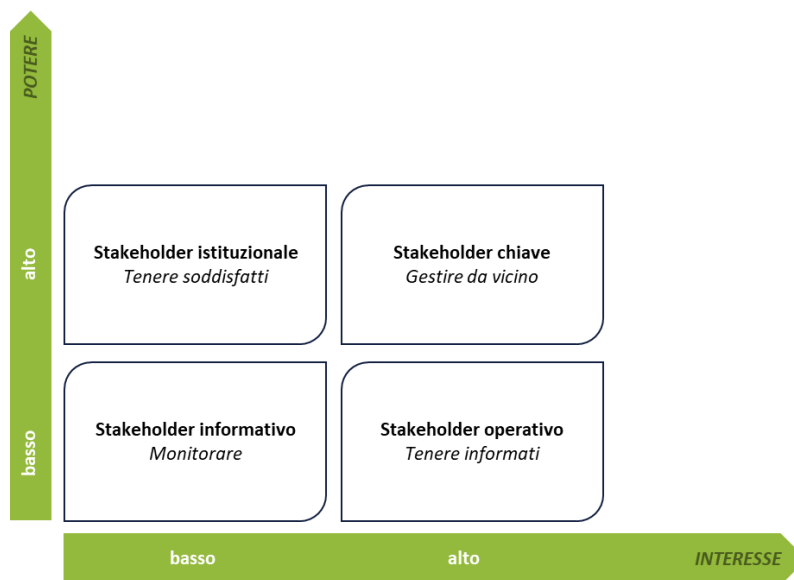 POTERE
alto
Stakeholder istituzionale
Tenere soddisfatti
Stakeholder chiave
Gestire da vicino
basso
Stakeholder informativo
Monitorare
Stakeholder operativo
Tenere informati
basso
alto
INTERESSE